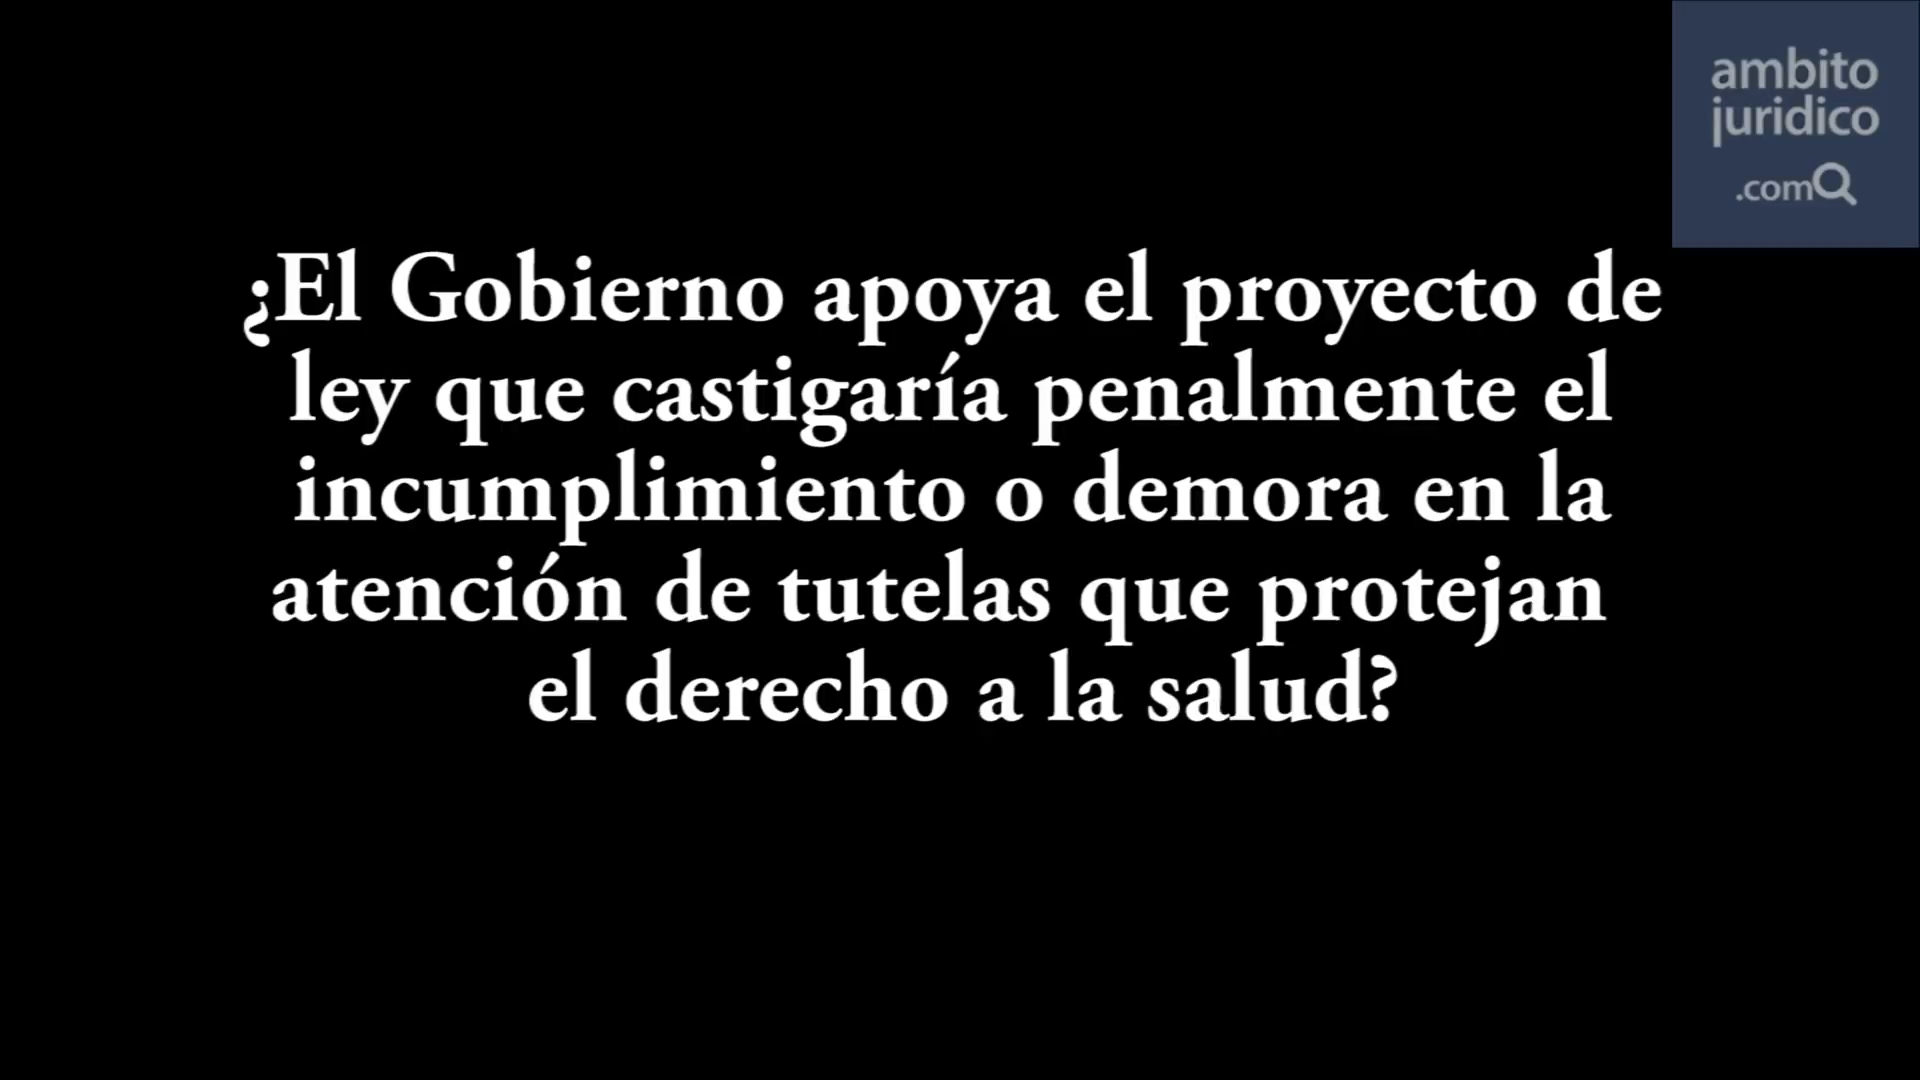 ambito
juridico
.com
¿El Gobierno apoya el proyecto de
ley que castigaría penalmente el
incumplimiento o demora en la
atención de tutelas que protejan
el derecho a la salud?